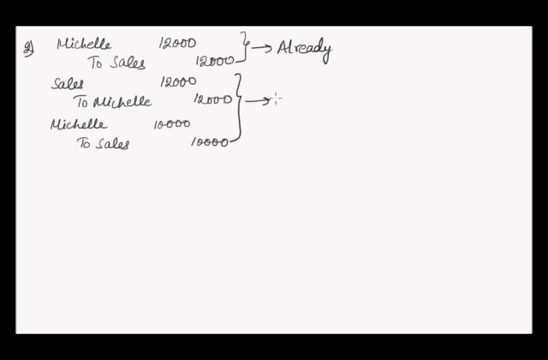 2) Michelle 12000
To Sales 12000 → Already
Sales 12000
To Michelle 12000 →
Michelle 10000
To Sales 10000